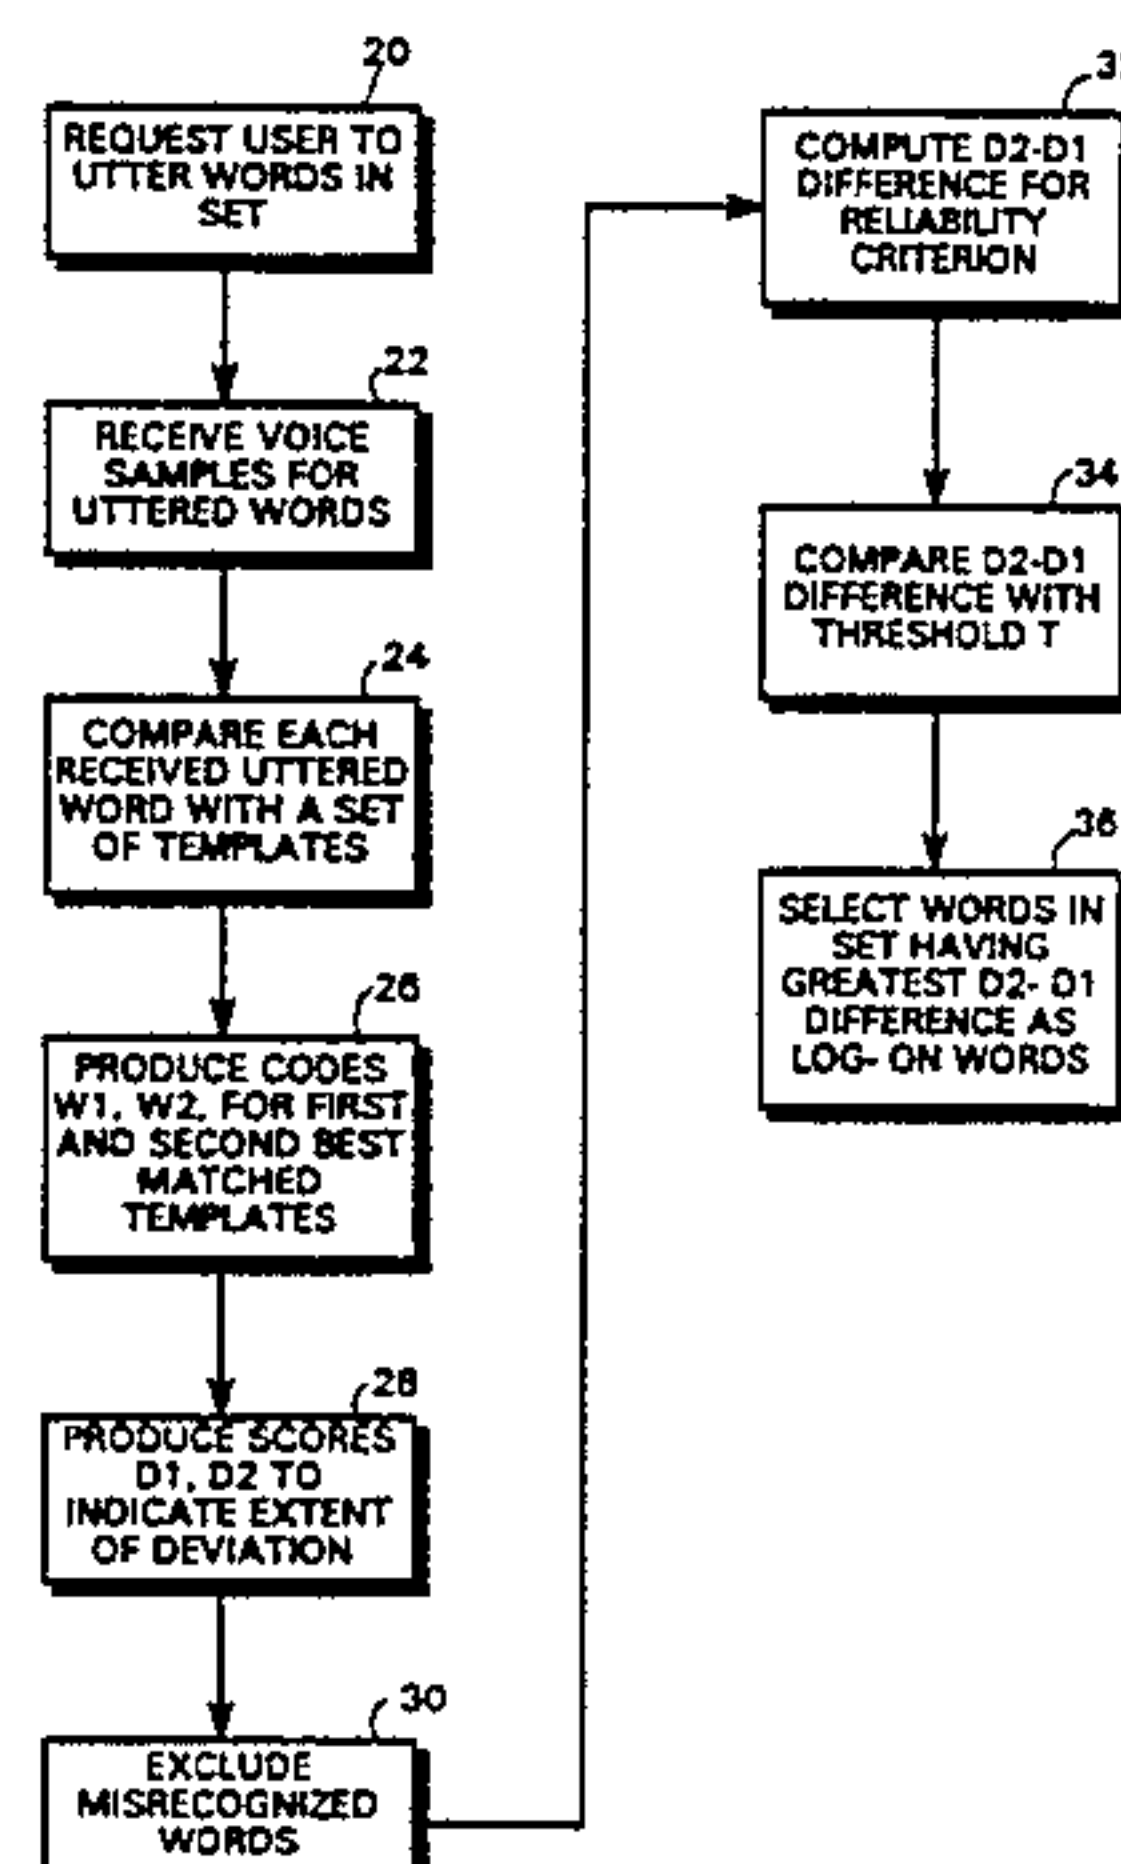 20
REQUEST USER TO
UTTER WORDS IN
SET
22
RECEIVE VOICE
SAMPLES FOR
UTTERED WORDS
24
COMPARE EACH
RECEIVED UTTERED
WORD WITH A SET
OF TEMPLATES
26
PRODUCE CODES
W1, W2, FOR FIRST
AND SECOND BEST
MATCHED
TEMPLATES
28
PRODUCE SCORES
D1, D2 TO
INDICATE EXTENT
OF DEVIATION
30
EXCLUDE
MISRECOGNIZED
WORDS
COMPUTE D2-D1
DIFFERENCE FOR
RELIABILITY
CRITERION
34
COMPARE D2-D1
DIFFERENCE WITH
THRESHOLD T
36
SELECT WORDS IN
SET HAVING
GREATEST D2- D1
DIFFERENCE AS
LOG- ON WORDS